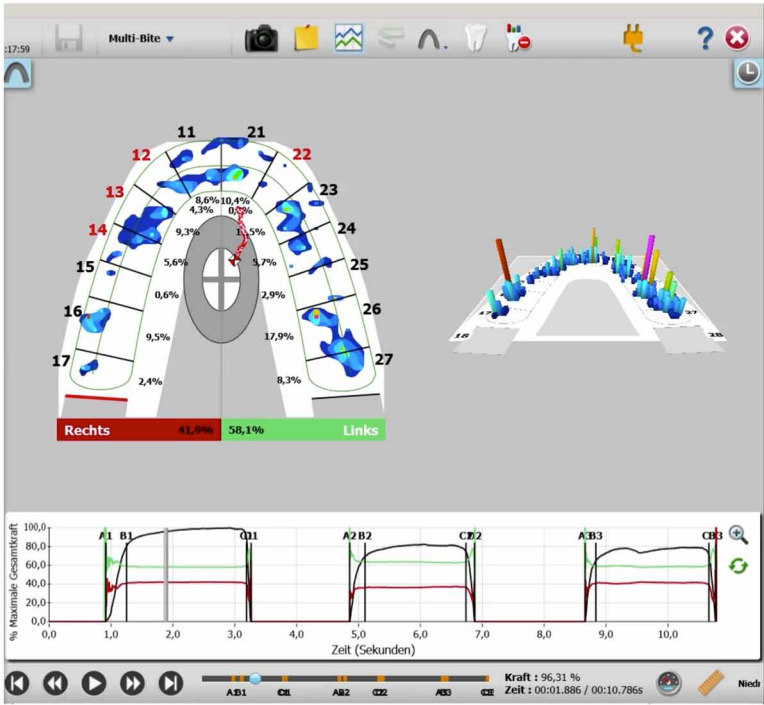 :17:59 Multi-Bite ?
11 21
12 22
13 23
8,6% 10,4%
4,3%
14 9,3% 24
15 5,6% 5,7% 25
0,6% 2,9%
16 26
9,5% 17,9%
17 27
2,4% 8,3%
Rechts 41,9% 58,1% Links
17 27
18 28
% Maximale Gesamtkraft
100,0
80,0
60,0
40,0
20,0
0,0
A1 B1 A2 B2 A3 B3
0,0 1,0 2,0 3,0 4,0 5,0 6,0 7,0 8,0 9,0 10,0
Zeit (Sekunden)
Kraft : 96,31 %
Zeit : 00:01.886 / 00:10.786s